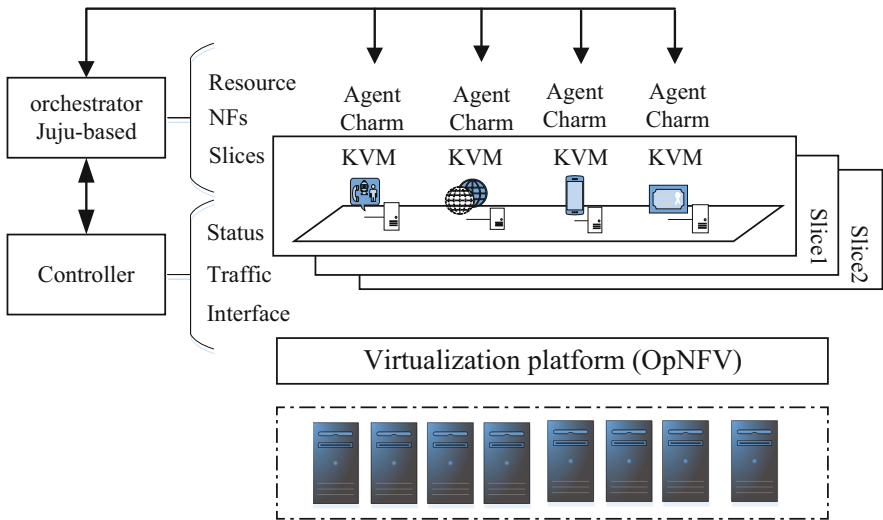 Resource
orchestrator
Juju-based
NFs
Slices
Agent
Charm
KVM
Agent
Charm
KVM
Agent
Charm
KVM
Agent
Charm
KVM
Slice1
Slice2
Controller
Status
Traffic
Interface
Virtualization platform (OpNFV)